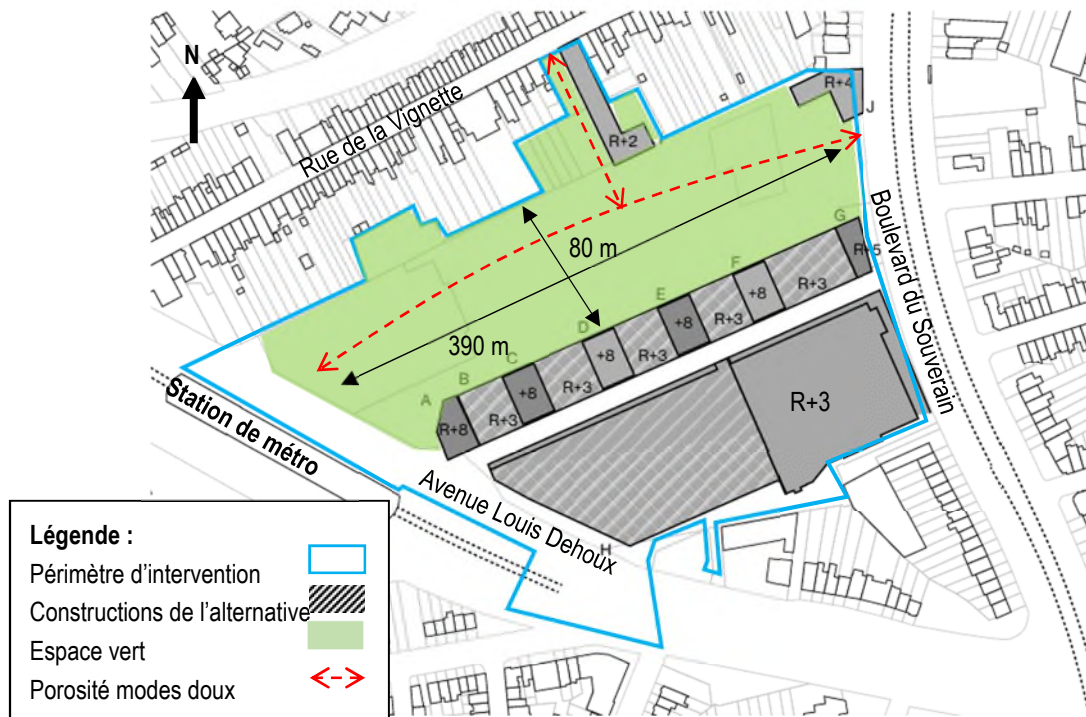 N
Rue de la Vignette
R+2
R+4
J
Boulevard du Souverain
80 m
390 m
G
R+5
F
+8
R+3
E
+8
R+3
D
+8
R+3
C
+8
R+3
B
R+3
A
R+8
R+3
Station de métro
Avenue Louis Dehoux
H
Légende :
Périmètre d'intervention
Constructions de l'alternative
Espace vert
Porosité modes doux